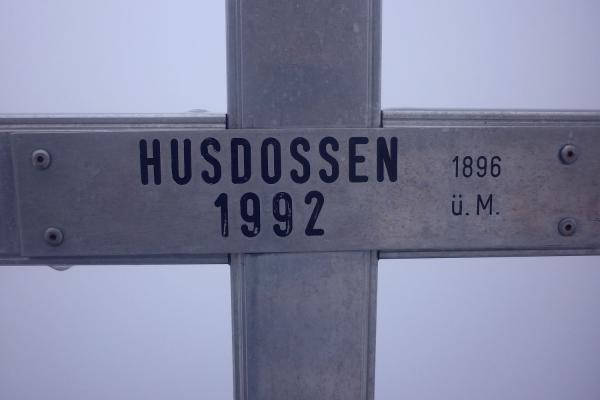 HUSDOSSEN
1992
1896
ü. M.